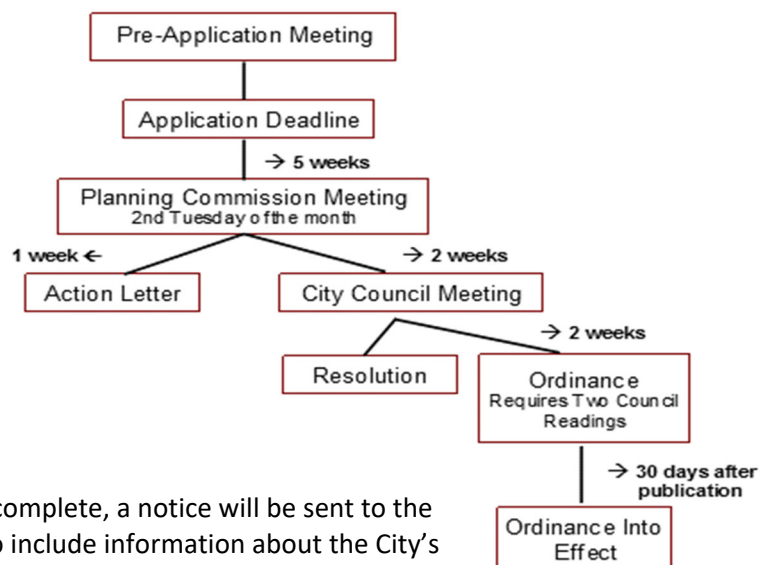 Pre-Application Meeting
Application Deadline
→ 5 weeks
Planning Commission Meeting
2nd Tuesday of the month
1 week ←
→ 2 weeks
Action Letter
City Council Meeting
→ 2 weeks
Resolution
Ordinance
Requires Two Council
Readings
→ 30 days after
publication
complete, a notice will be sent to the
include information about the City’s
Ordinance Into
Effect